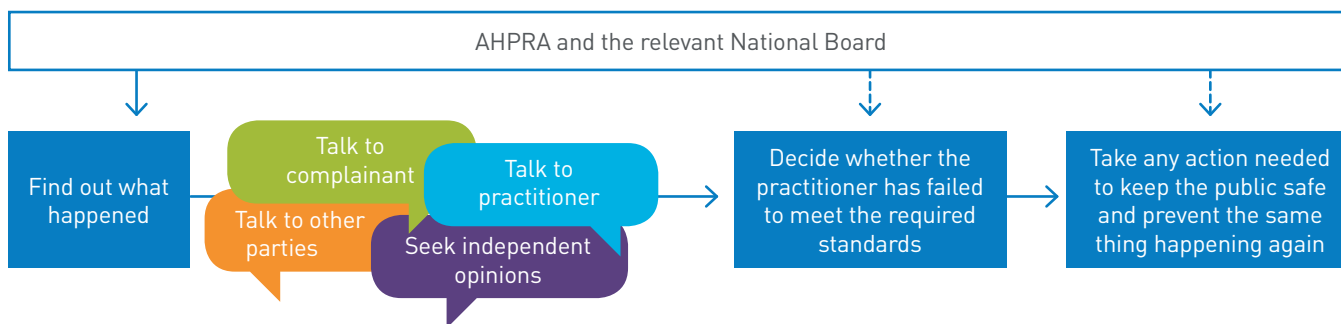 AHPRA and the relevant National Board
Find out what
happened
Talk to
complainant
Talk to
practitioner
Talk to other
parties
Seek independent
opinions
Decide whether the
practitioner has failed
to meet the required
standards
Take any action needed
to keep the public safe
and prevent the same
thing happening again